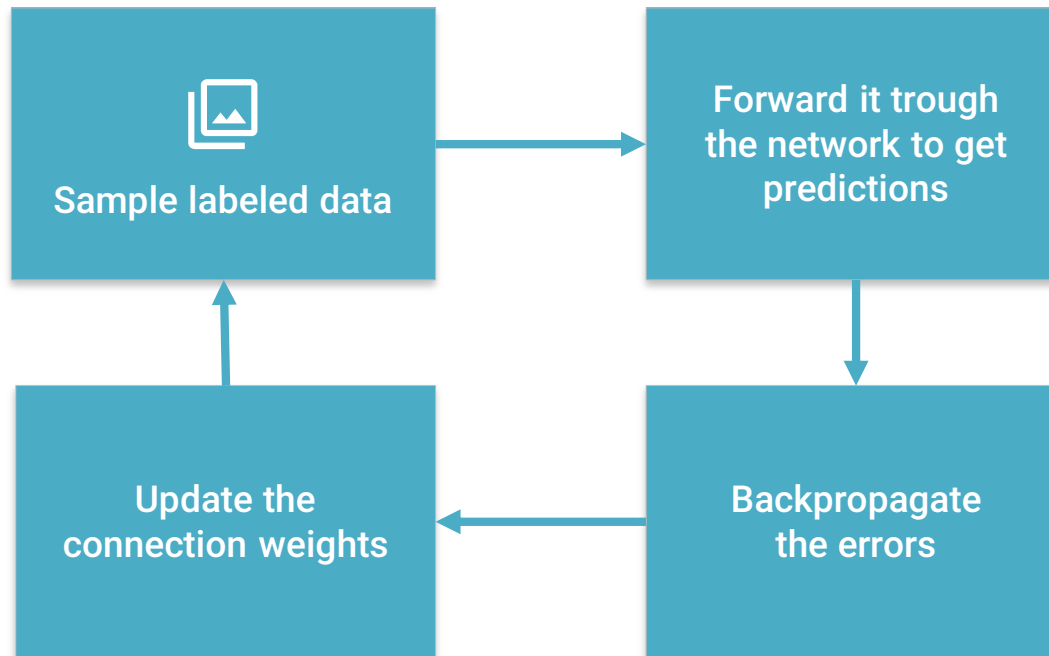 Sample labeled data
Forward it trough
the network to get
predictions
Update the
connection weights
Backpropagate
the errors